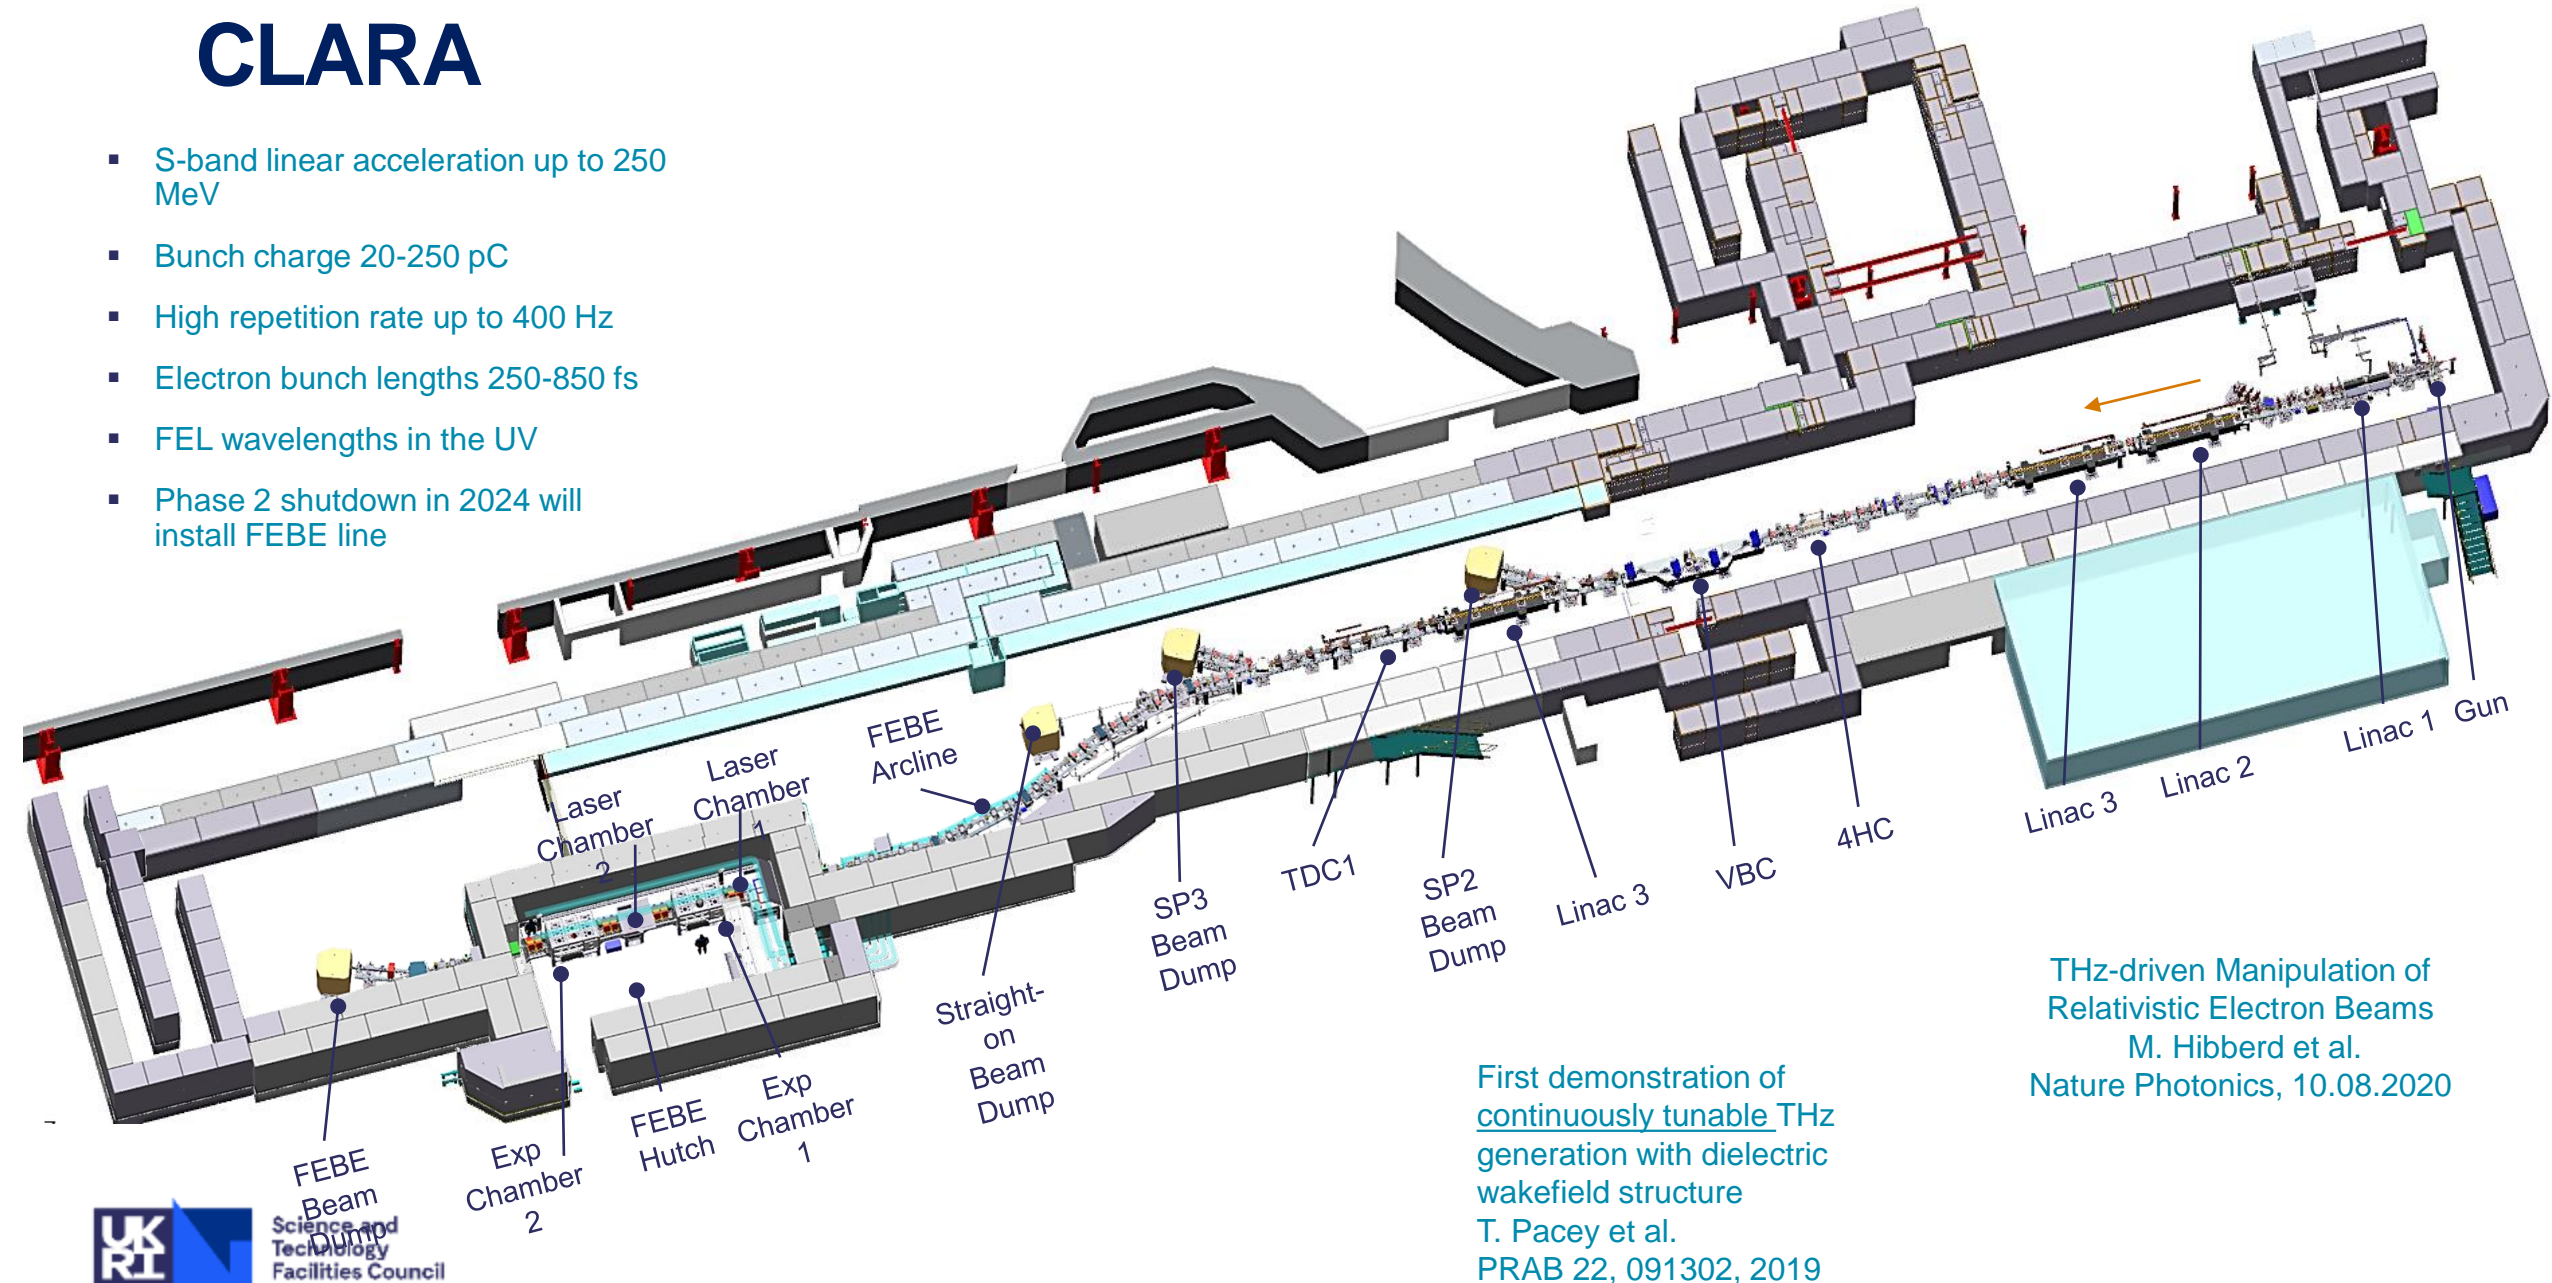 CLARA
S-band linear acceleration up to 250
MeV
Bunch charge 20-250 pC
High repetition rate up to 400 Hz
Electron bunch lengths 250-850 fs
FEL wavelengths in the UV
Phase 2 shutdown in 2024 will
install FEBE line
Gun
Linac 1
Linac 2
Linac 3
4HC
VBC
Linac 3
SP2
Beam
Dump
TDC1
SP3
Beam
Dump
Straight-
on
Beam
Dump
FEBE
Arcline
Laser
Chamber
1
Laser
Chamber
2
Exp
Chamber
1
FEBE
Hutch
Exp
Chamber
2
FEBE
Beam
Dump
THz-driven Manipulation of
Relativistic Electron Beams
M. Hibberd et al.
Nature Photonics, 10.08.2020
First demonstration of
continuously tunable THz
generation with dielectric
wakefield structure
T. Pacey et al.
PRAB 22, 091302, 2019
UK
RI
Science and
Technology
Facilities Council